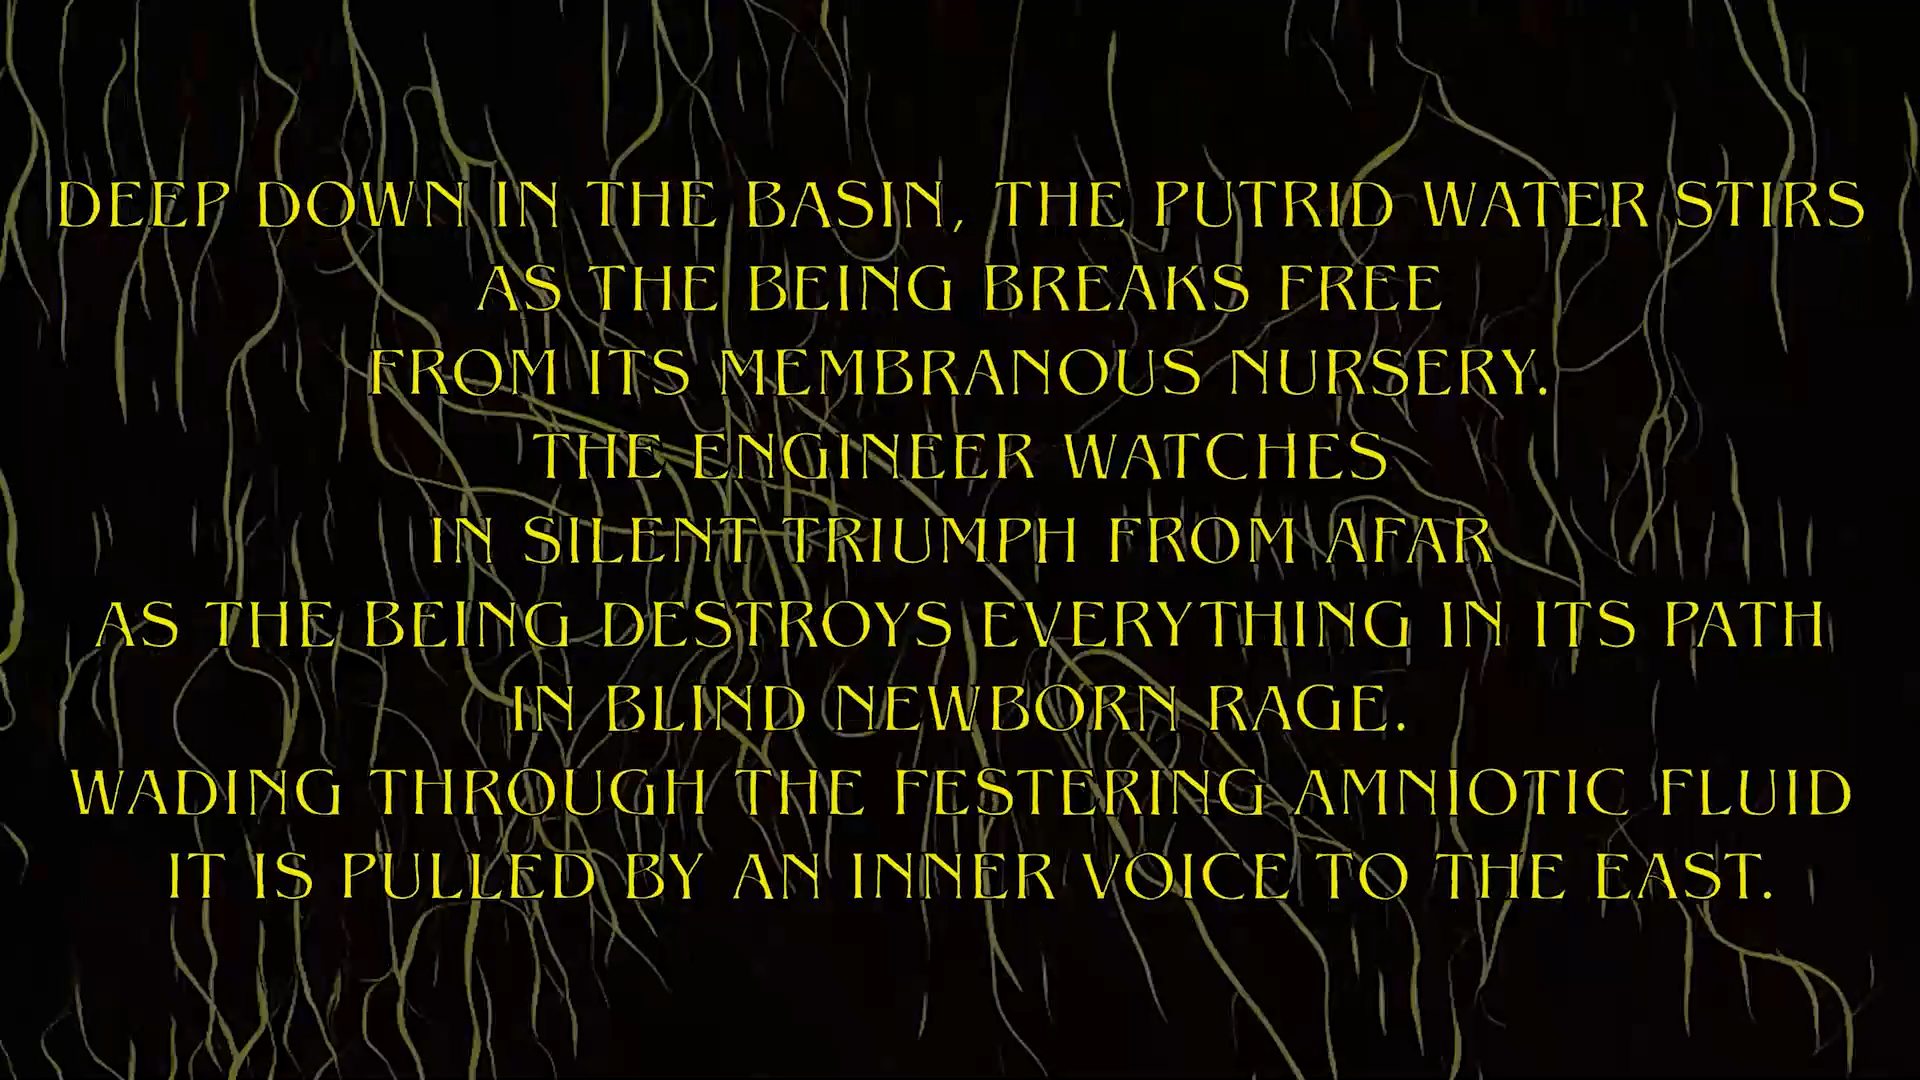 DEEP DOWN IN THE BASIN, THE PUTRID WATER STIRS
AS THE BEING BREAKS FREE
FROM ITS MEMBRANOUS NURSERY.
THE ENGINEER WATCHES
IN SILENT TRIUMPH FROM AFAR
AS THE BEING DESTROYS EVERYTHING IN ITS PATH
IN BLIND NEWBORN RAGE.
WADING THROUGH THE FESTERING AMNIOTIC FLUID
IT IS PULLED BY AN INNER VOICE TO THE EAST.